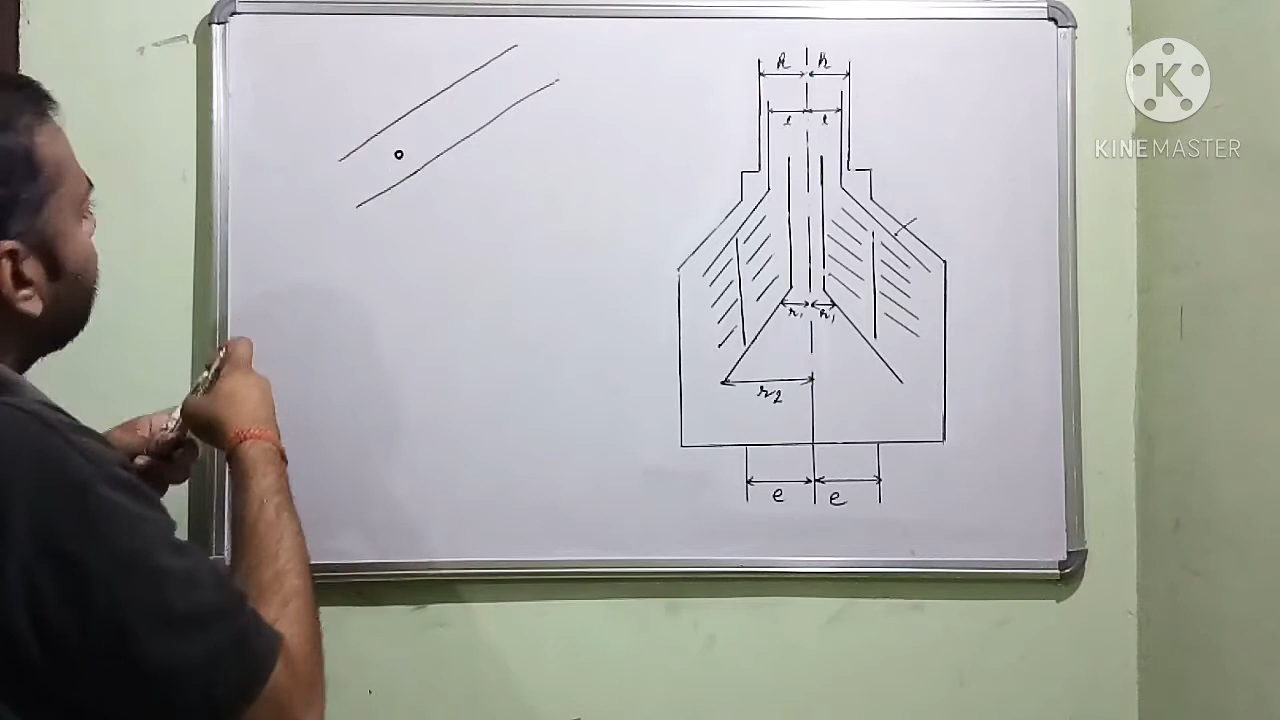 R R
l l
r₁ r₁
r₂
e e
K
KINEMASTER